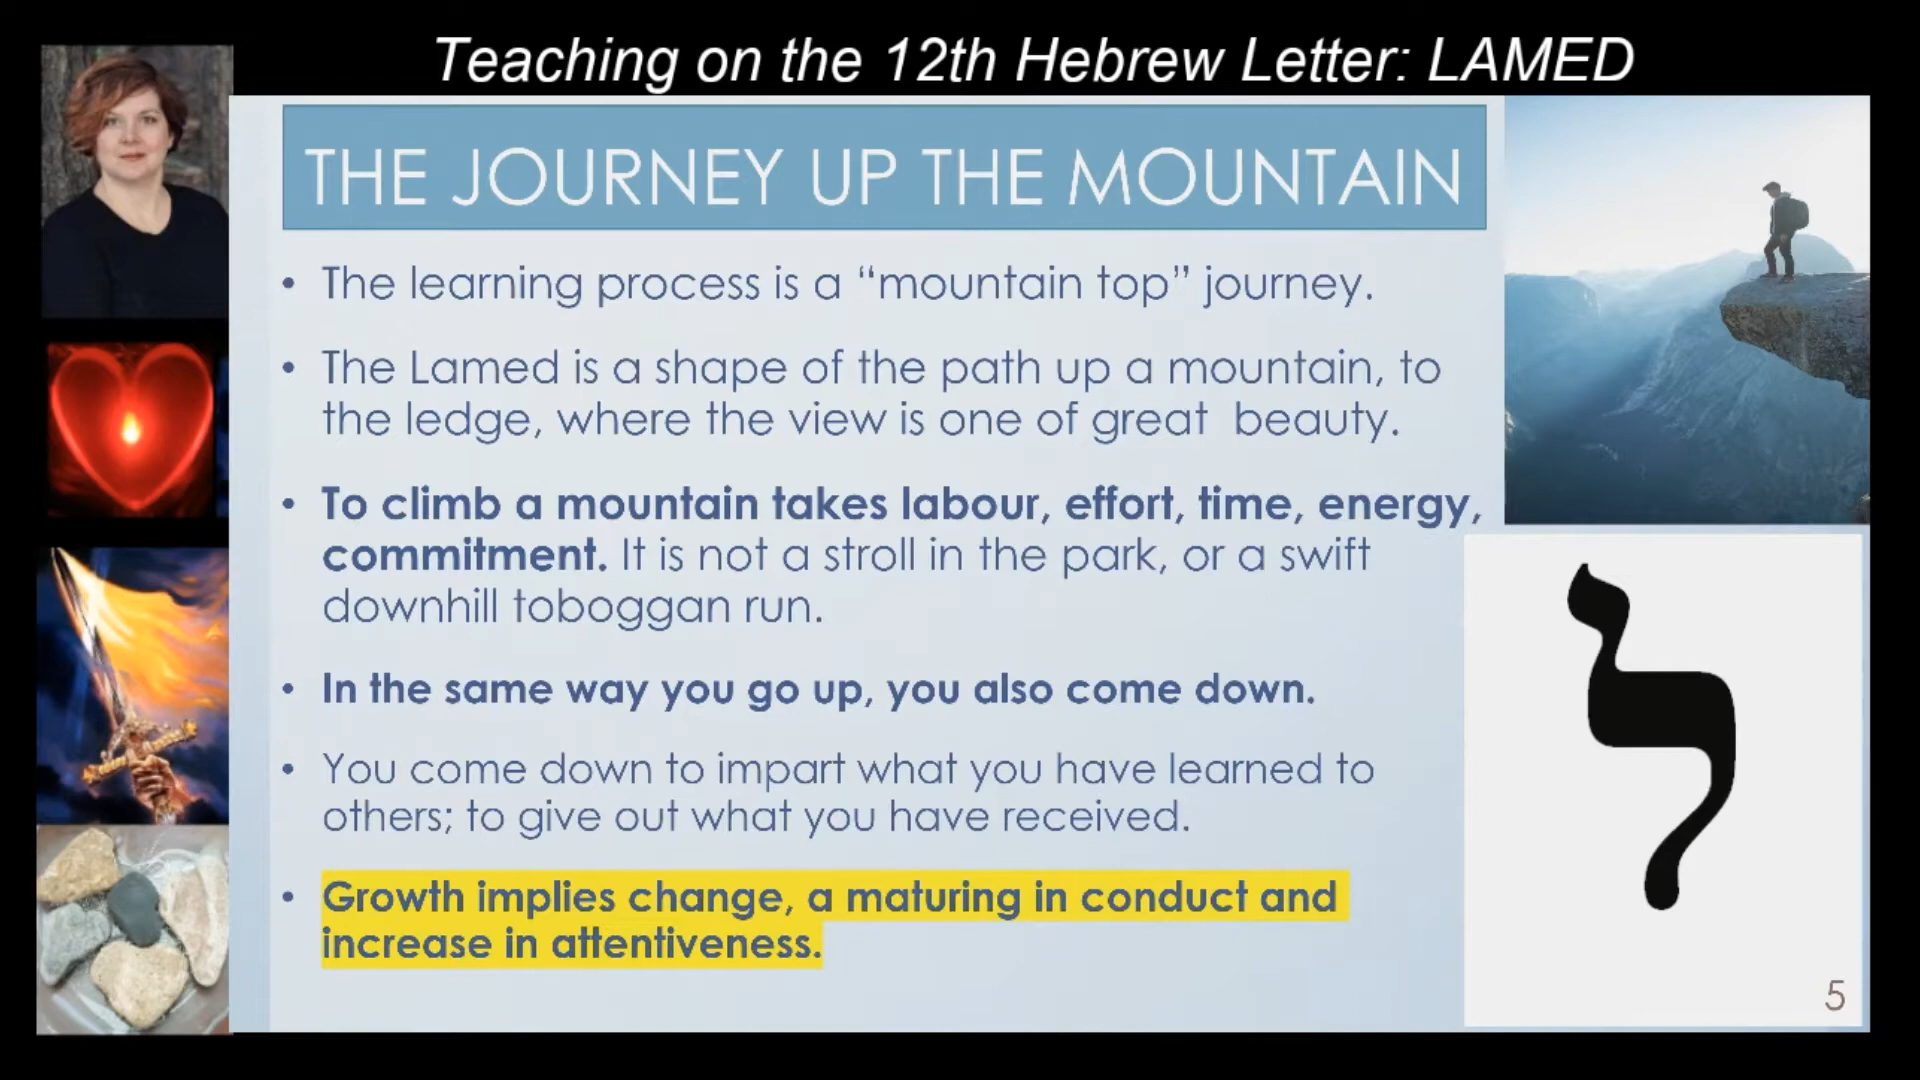 Teaching on the 12th Hebrew Letter: LAMED
THE JOURNEY UP THE MOUNTAIN
• The learning process is a “mountain top” journey.
• The Lamed is a shape of the path up a mountain, to
the ledge, where the view is one of great beauty.
• To climb a mountain takes labour, effort, time, energy,
commitment. It is not a stroll in the park, or a swift
downhill toboggan run.
• In the same way you go up, you also come down.
• You come down to impart what you have learned to
others; to give out what you have received.
• Growth implies change, a maturing in conduct and
increase in attentiveness.
ל
5